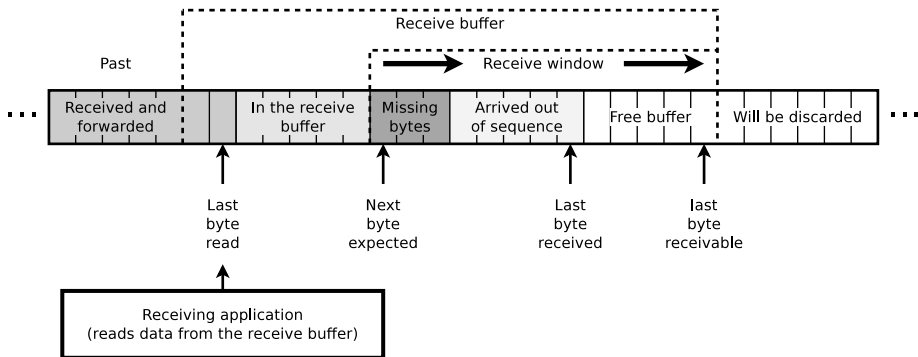 Receive buffer
Past
Receive window
Received and
forwarded
In the receive
buffer
Missing
bytes
Arrived out
of sequence
Free buffer
Will be discarded
Last
byte
read
Next
byte
expected
Last
byte
received
last
byte
receivable
Receiving application
(reads data from the receive buffer)